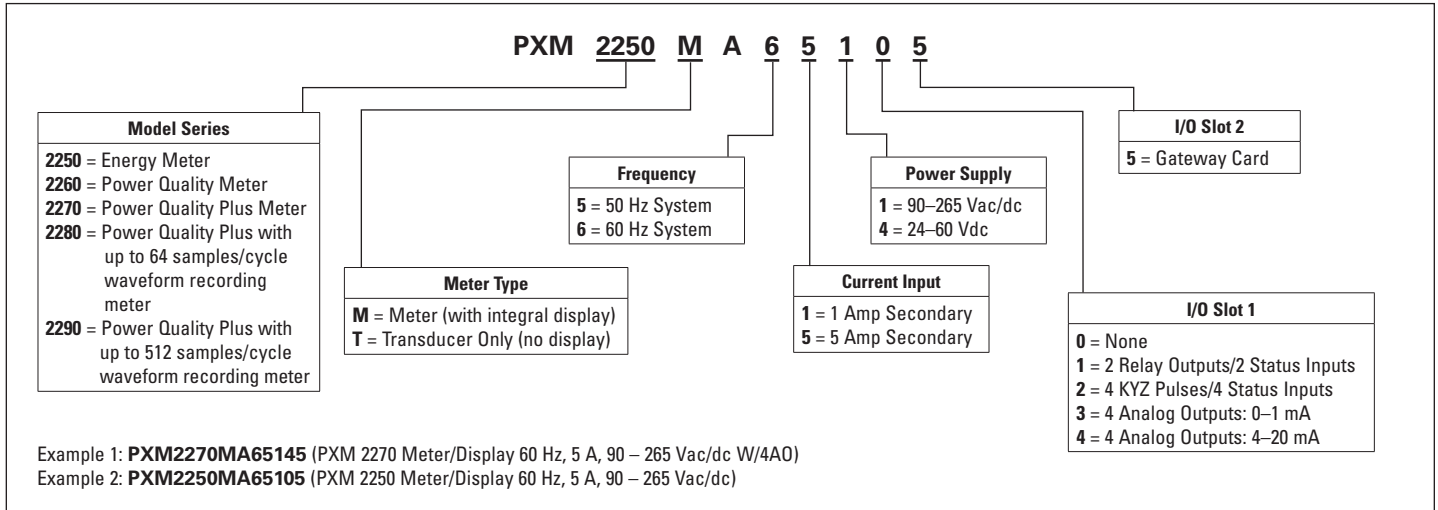 PXM 2250 M A 6 5 1 0 5
Model Series
2250 = Energy Meter
2260 = Power Quality Meter
2270 = Power Quality Plus Meter
2280 = Power Quality Plus with
up to 64 samples/cycle
waveform recording
meter
2290 = Power Quality Plus with
up to 512 samples/cycle
waveform recording meter
Meter Type
M = Meter (with integral display)
T = Transducer Only (no display)
Frequency
5 = 50 Hz System
6 = 60 Hz System
Current Input
1 = 1 Amp Secondary
5 = 5 Amp Secondary
Power Supply
1 = 90–265 Vac/dc
4 = 24–60 Vdc
I/O Slot 1
0 = None
1 = 2 Relay Outputs/2 Status Inputs
2 = 4 KYZ Pulses/4 Status Inputs
3 = 4 Analog Outputs: 0–1 mA
4 = 4 Analog Outputs: 4–20 mA
I/O Slot 2
5 = Gateway Card
Example 1: PXM2270MA65145 (PXM 2270 Meter/Display 60 Hz, 5 A, 90 – 265 Vac/dc W/4AO)
Example 2: PXM2250MA65105 (PXM 2250 Meter/Display 60 Hz, 5 A, 90 – 265 Vac/dc)